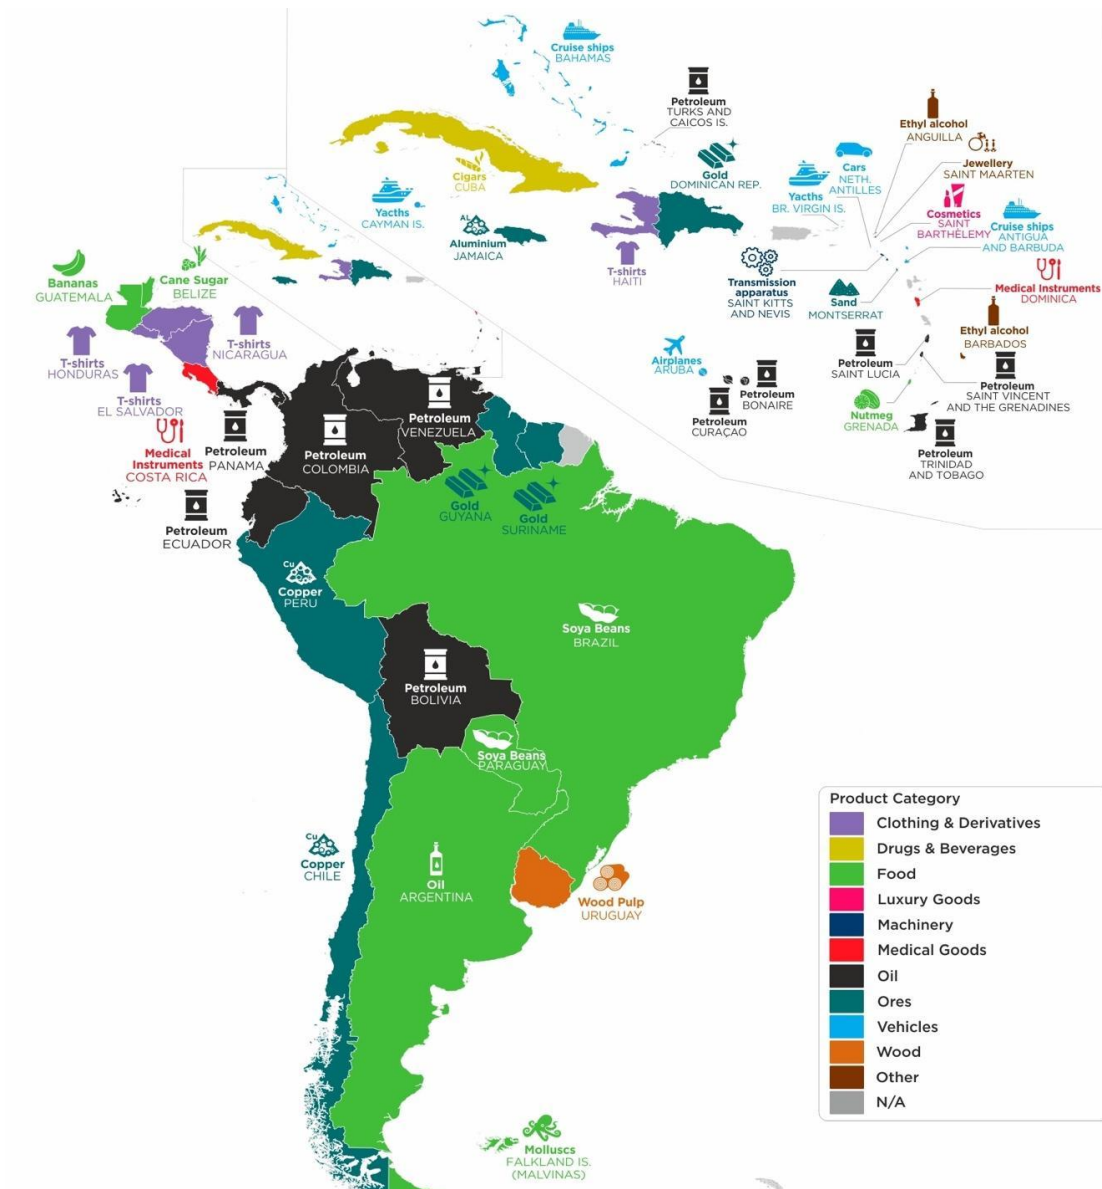 Cruise ships
BAHAMAS
Petroleum
TURKS AND
CAICOS IS.
Ethyl alcohol
ANGUILLA
Jewellery
SAINT MAARTEN
Cars
NETH.
ANTILLES
Gold
DOMINICAN REP.
Yacths
BR. VIRGIN IS.
Cosmetics
SAINT
BARTHÉLEMY
Cruise ships
ANTIGUA
AND BARBUDA
Cigars
CUBA
Yacths
CAYMAN IS.
AL
Aluminium
JAMAICA
T-shirts
HAITI
Transmission
apparatus
SAINT KITTS
AND NEVIS
Sand
MONTSERRAT
Medical Instruments
DOMINICA
Ethyl alcohol
BARBADOS
Petroleum
SAINT LUCIA
Airplanes
ARUBA
Petroleum
BONAIRE
Petroleum
CURAÇAO
Petroleum
SAINT VINCENT
AND THE GRENADINES
Nutmeg
GRENADA
Petroleum
TRINIDAD
AND TOBAGO
Bananas
GUATEMALA
Cane Sugar
BELIZE
T-shirts
NICARAGUA
T-shirts
HONDURAS
T-shirts
EL SALVADOR
Medical
Instruments
COSTA RICA
Petroleum
PANAMA
Petroleum
COLOMBIA
Petroleum
VENEZUELA
Gold
GUYANA
Gold
SURINAME
Petroleum
ECUADOR
Cu
Copper
PERU
Soya Beans
BRAZIL
Petroleum
BOLIVIA
Soya Beans
PARAGUAY
Cu
Copper
CHILE
Oil
ARGENTINA
Wood Pulp
URUGUAY
Molluscs
FALKLAND IS.
(MALVINAS)
Product Category
Clothing & Derivatives
Drugs & Beverages
Food
Luxury Goods
Machinery
Medical Goods
Oil
Ores
Vehicles
Wood
Other
N/A